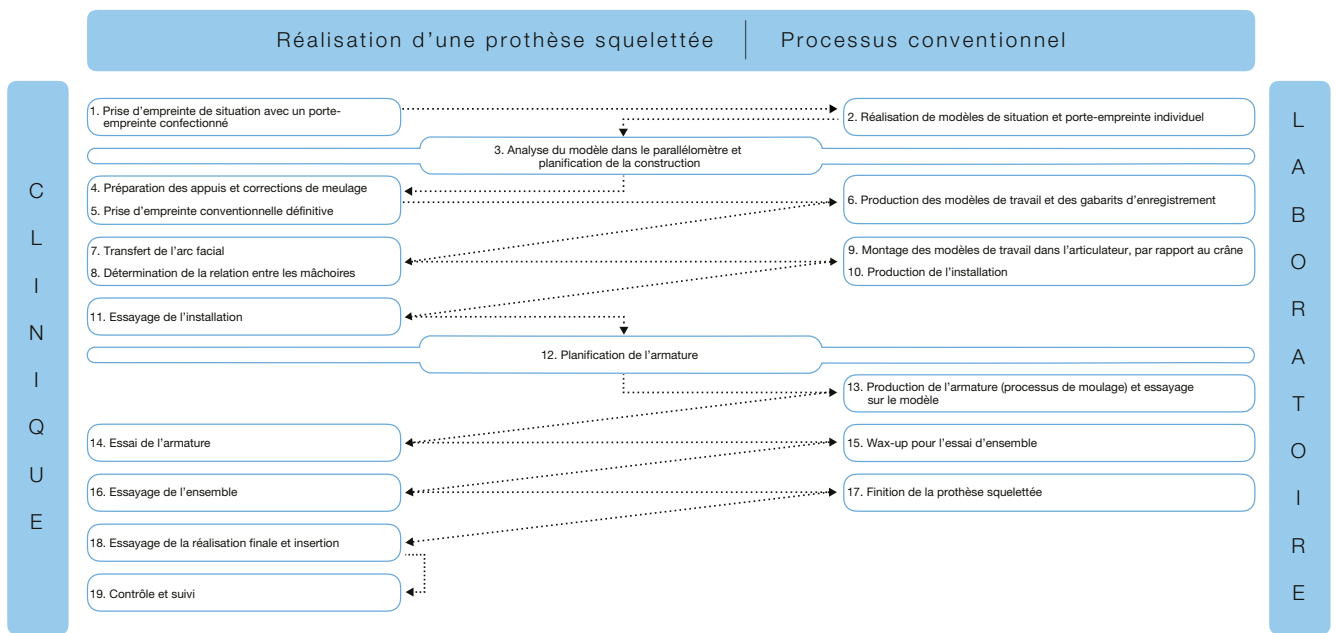 Réalisation d'une prothèse squelettée | Processus conventionnel
CLINIQUE
LABORATOIRE
1. Prise d'empreinte de situation avec un porte-
empreinte confectionné
2. Réalisation de modèles de situation et porte-empreinte individuel
3. Analyse du modèle dans le parallélomètre et
planification de la construction
4. Préparation des appuis et corrections de meulage
5. Prise d'empreinte conventionnelle définitive
6. Production des modèles de travail et des gabarits d'enregistrement
7. Transfert de l'arc facial
8. Détermination de la relation entre les mâchoires
9. Montage des modèles de travail dans l'articulateur, par rapport au crâne
10. Production de l'installation
11. Essayage de l'installation
12. Planification de l'armature
13. Production de l'armature (processus de moulage) et essayage
sur le modèle
14. Essai de l'armature
15. Wax-up pour l'essai d'ensemble
16. Essayage de l'ensemble
17. Finition de la prothèse squelettée
18. Essayage de la réalisation finale et insertion
19. Contrôle et suivi